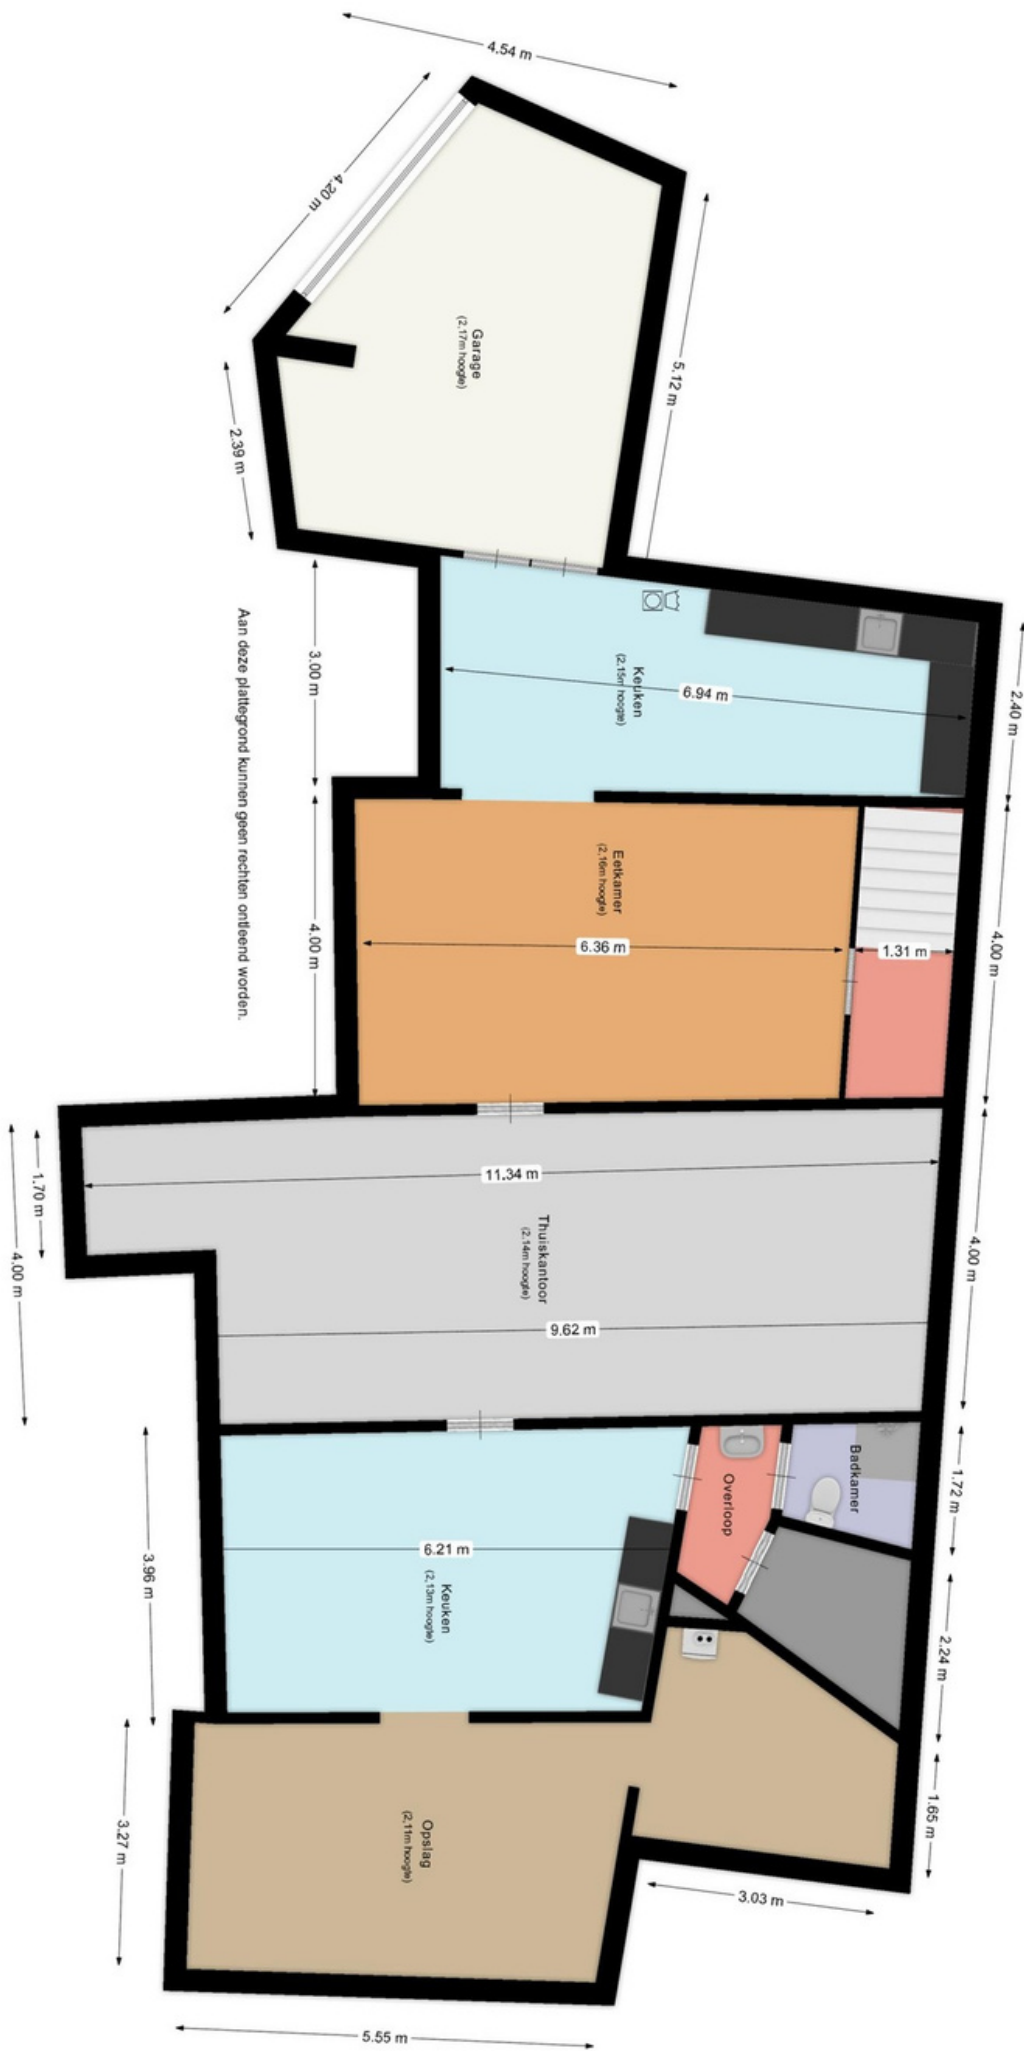 4.54 m
4.20 m
Garage
(2,17m hoogte)
5.12 m
2.39 m
3.00 m
Keuken
(2,15m hoogte)
6.94 m
2.40 m
Aan deze plattegrond kunnen geen rechten ontleend worden.
Eetkamer
(2,16m hoogte)
4.00 m
6.36 m
1.31 m
4.00 m
1.70 m
4.00 m
11.34 m
Thuiskantoor
(2,14m hoogte)
4.00 m
9.62 m
Badkamer
Overloop
1.72 m
3.96 m
6.21 m
Keuken
(2,13m hoogte)
2.24 m
1.65 m
3.27 m
Opslag
(2,11m hoogte)
3.03 m
5.55 m